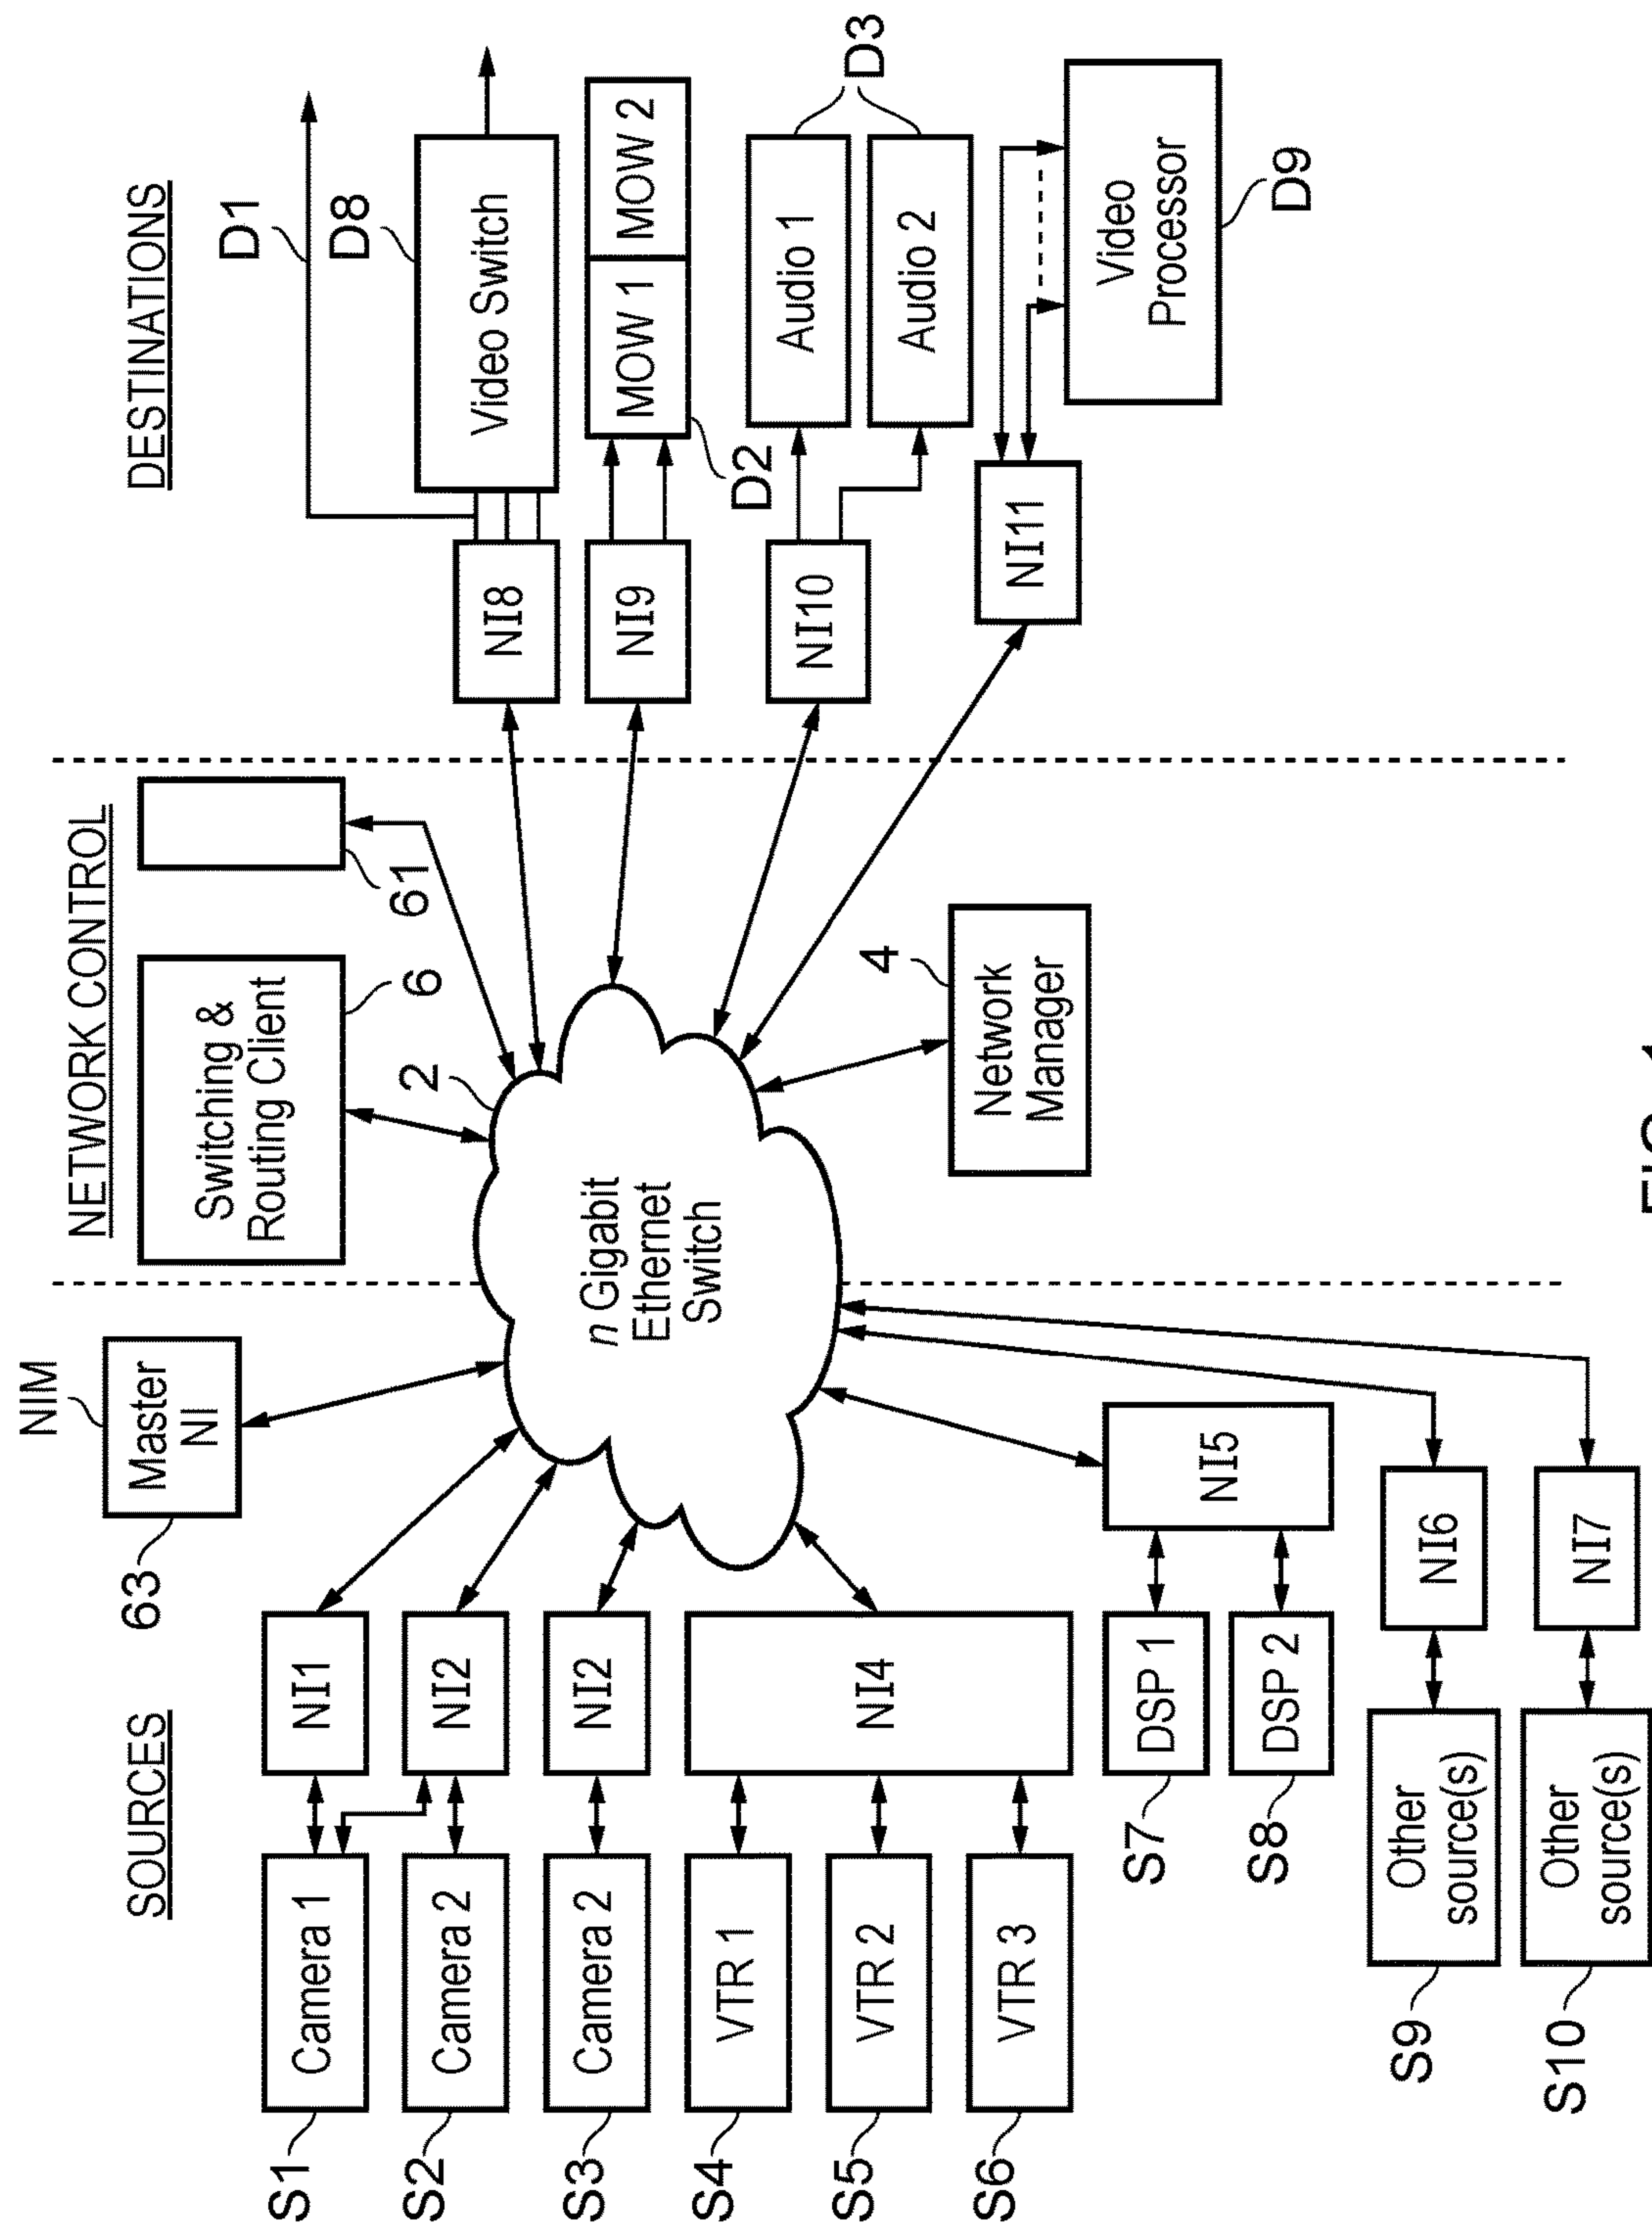 SOURCES
NETWORK CONTROL
DESTINATIONS
NIM
Master
NI
63
Switching &
Routing Client
6
61
2
n Gigabit
Ethernet
Switch
4
Network
Manager
S1
Camera 1
NI1
S2
Camera 2
NI2
S3
Camera 2
NI2
S4
VTR 1
S5
VTR 2
S6
VTR 3
NI4
S7
DSP 1
S8
DSP 2
NI5
S9
Other
source(s)
NI6
S10
Other
source(s)
NI7
D1
D8
Video Switch
NI8
MOW 1
MOW 2
D2
NI9
D3
Audio 1
Audio 2
NI10
NI11
Video
Processor
D9